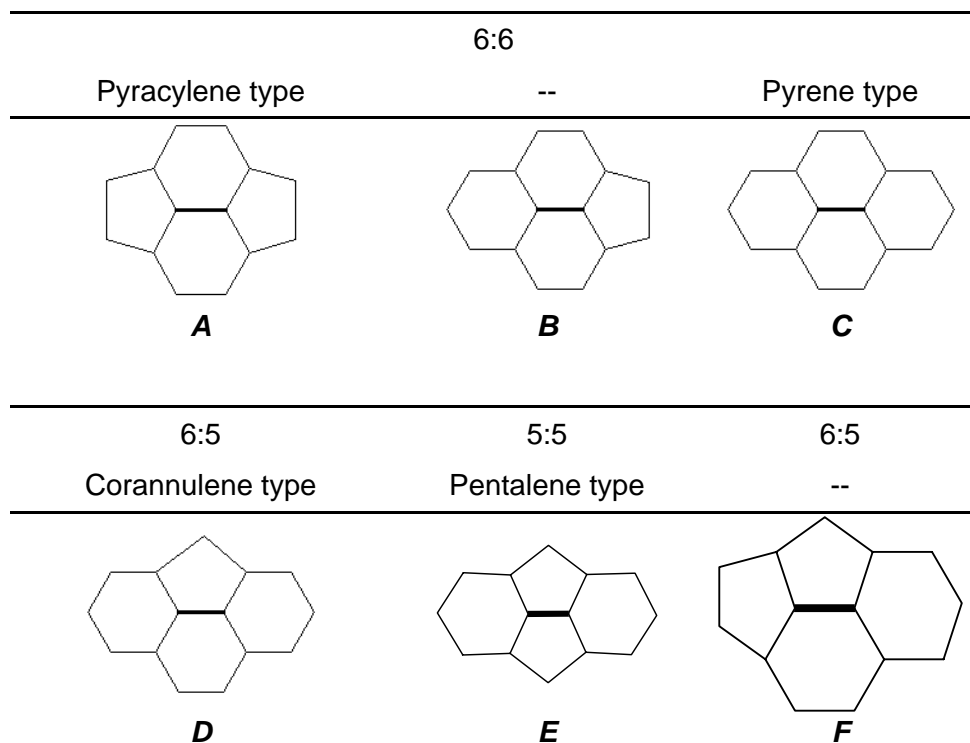 6:6
Pyracylene type -- Pyrene type
A B C
6:5 5:5 6:5
Corannulene type Pentalene type --
D E F